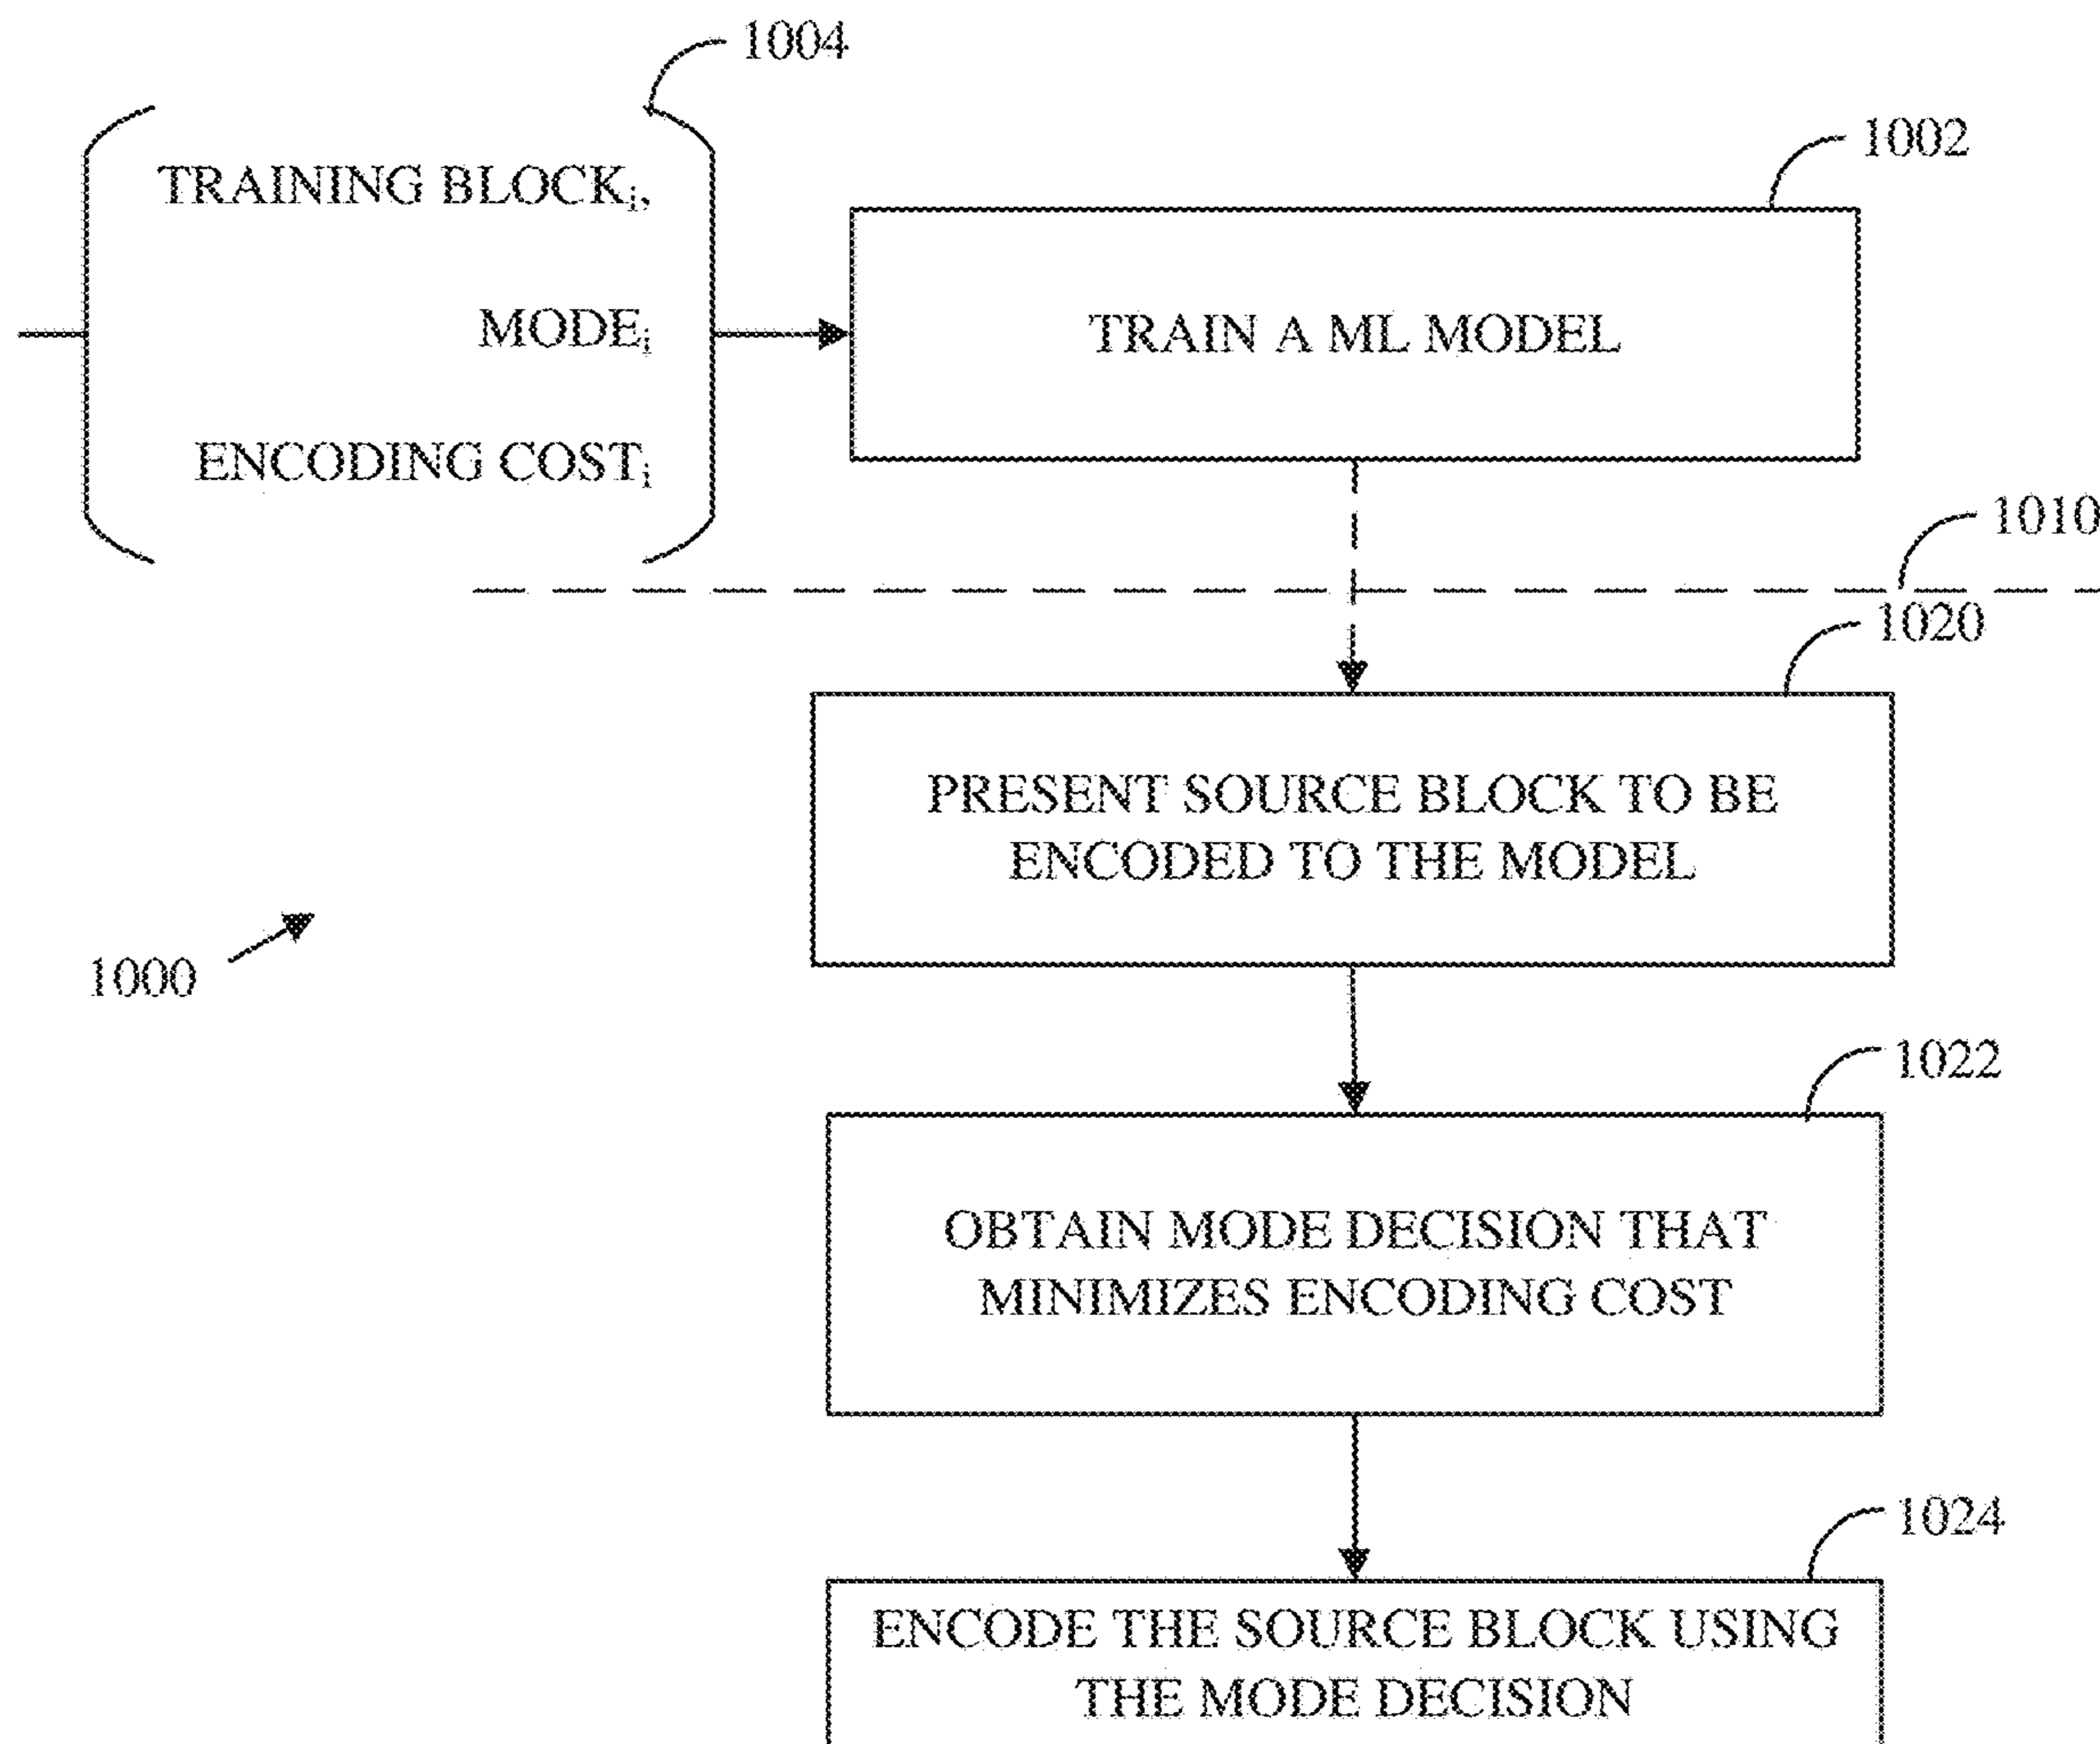 1004
1002
TRAINING BLOCKᵢ,
MODEᵢ
TRAIN A ML MODEL
ENCODING COSTᵢ
1010
1020
PRESENT SOURCE BLOCK TO BE
ENCODED TO THE MODEL
1000
1022
OBTAIN MODE DECISION THAT
MINIMIZES ENCODING COST
1024
ENCODE THE SOURCE BLOCK USING
THE MODE DECISION